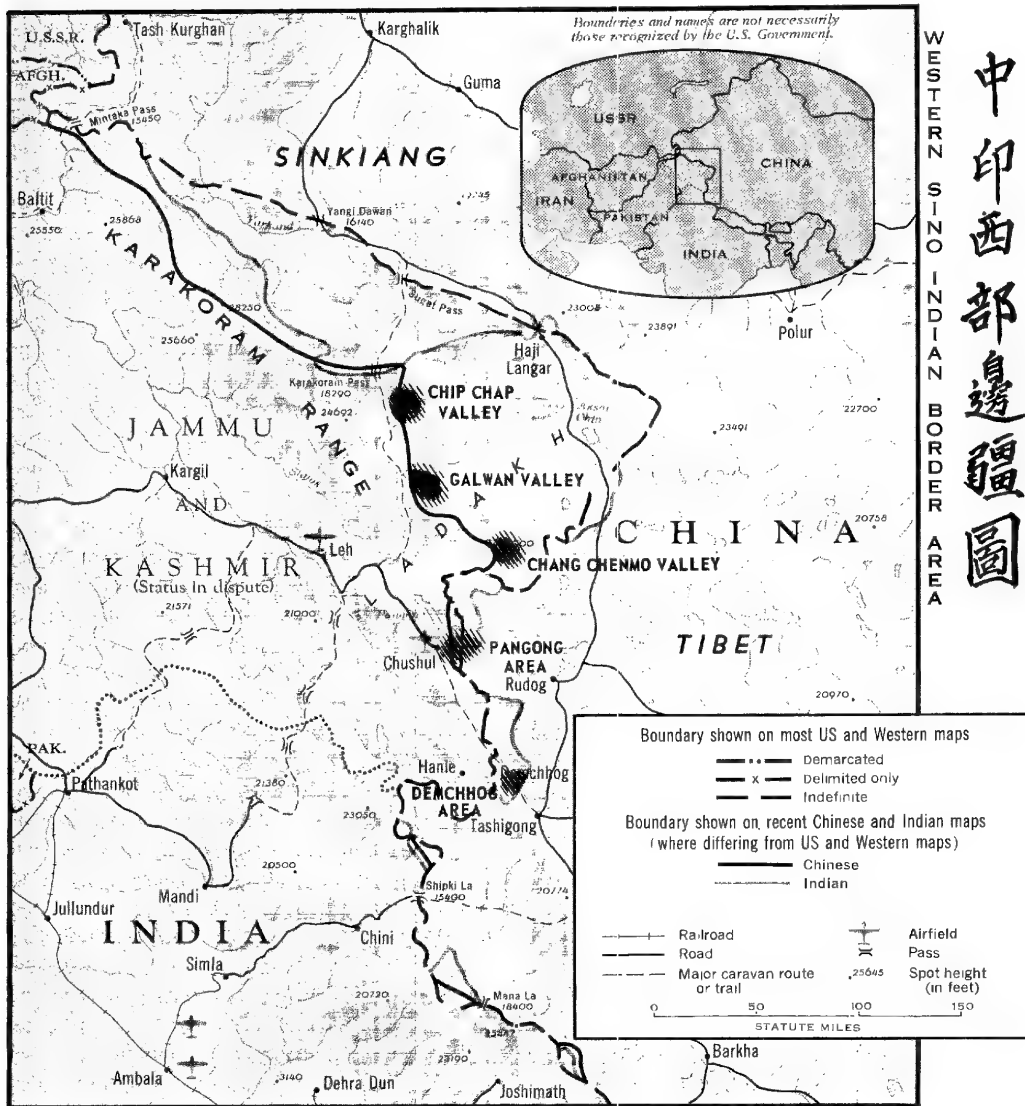 Bounderies and names are not necessarily
those recognized by the U.S. Government.
WESTERN SINO INDIAN BORDER AREA
中印西部邊疆圖
U.S.S.R.
Tash Kurghan
Karghalik
AFGH.
Guma
Mintaka Pass
15450
SINKIANG
USSR
CHINA
AFGHANISTAN
IRAN
PAKISTAN
INDIA
Baltit
25868
25550
Yangi Dawan
16140
KARAKORAM RANGE
28250
25660
23008
23891
Polur
Haji
Langar
Karakoram Pass
18290
24692
CHIP CHAP
VALLEY
22700
23491
JAMMU
AND
KASHMIR
(Status in dispute)
Kargil
GALWAN VALLEY
LADAKH
CHINA
20758
Leh
CHANG CHENMO VALLEY
21571
21000
TIBET
Chushul
PANGONG
AREA
Rudog
20970
PAK.
Pathankot
Hanle
Demchhog
21380
DEMCHHOG
AREA
23050
Tashigong
20500
Mandi
Shipki La
15400
20774
Jullundur
INDIA
Chini
Simla
20720
Mana La
18400
25447
23190
Ambala
3140
Dehra Dun
Joshimath
Barkha
Boundary shown on most US and Western maps
Demarcated
Delimited only
Indefinite
Boundary shown on recent Chinese and Indian maps
(where differing from US and Western maps)
Chinese
Indian
Railroad
Road
Major caravan route
or trail
Airfield
Pass
25645 Spot height
(in feet)
0 50 100 150
STATUTE MILES